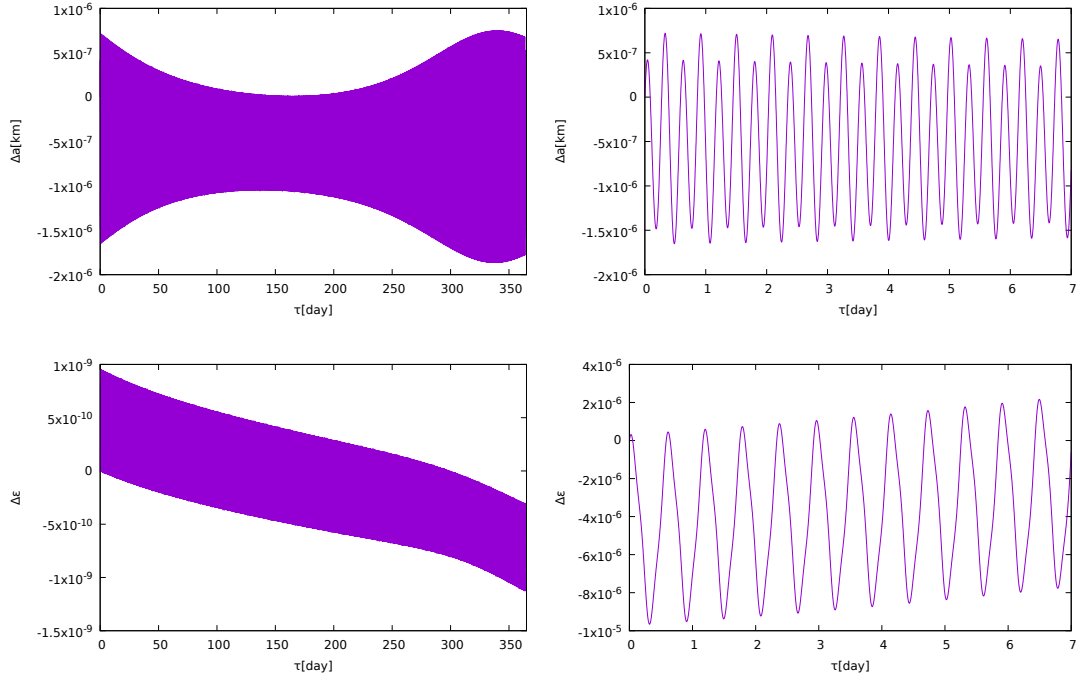 1x10⁻⁶
5x10⁻⁷
0
-5x10⁻⁷
-1x10⁻⁶
-1.5x10⁻⁶
-2x10⁻⁶
Δa[km]
0 50 100 150 200 250 300 350
τ[day]
1x10⁻⁶
5x10⁻⁷
0
-5x10⁻⁷
-1x10⁻⁶
-1.5x10⁻⁶
-2x10⁻⁶
Δa[km]
0 1 2 3 4 5 6 7
τ[day]
1x10⁻⁹
5x10⁻¹⁰
0
-5x10⁻¹⁰
-1x10⁻⁹
-1.5x10⁻⁹
Δε
0 50 100 150 200 250 300 350
τ[day]
4x10⁻⁶
2x10⁻⁶
0
-2x10⁻⁶
-4x10⁻⁶
-6x10⁻⁶
-8x10⁻⁶
-1x10⁻⁵
Δε
0 1 2 3 4 5 6 7
τ[day]